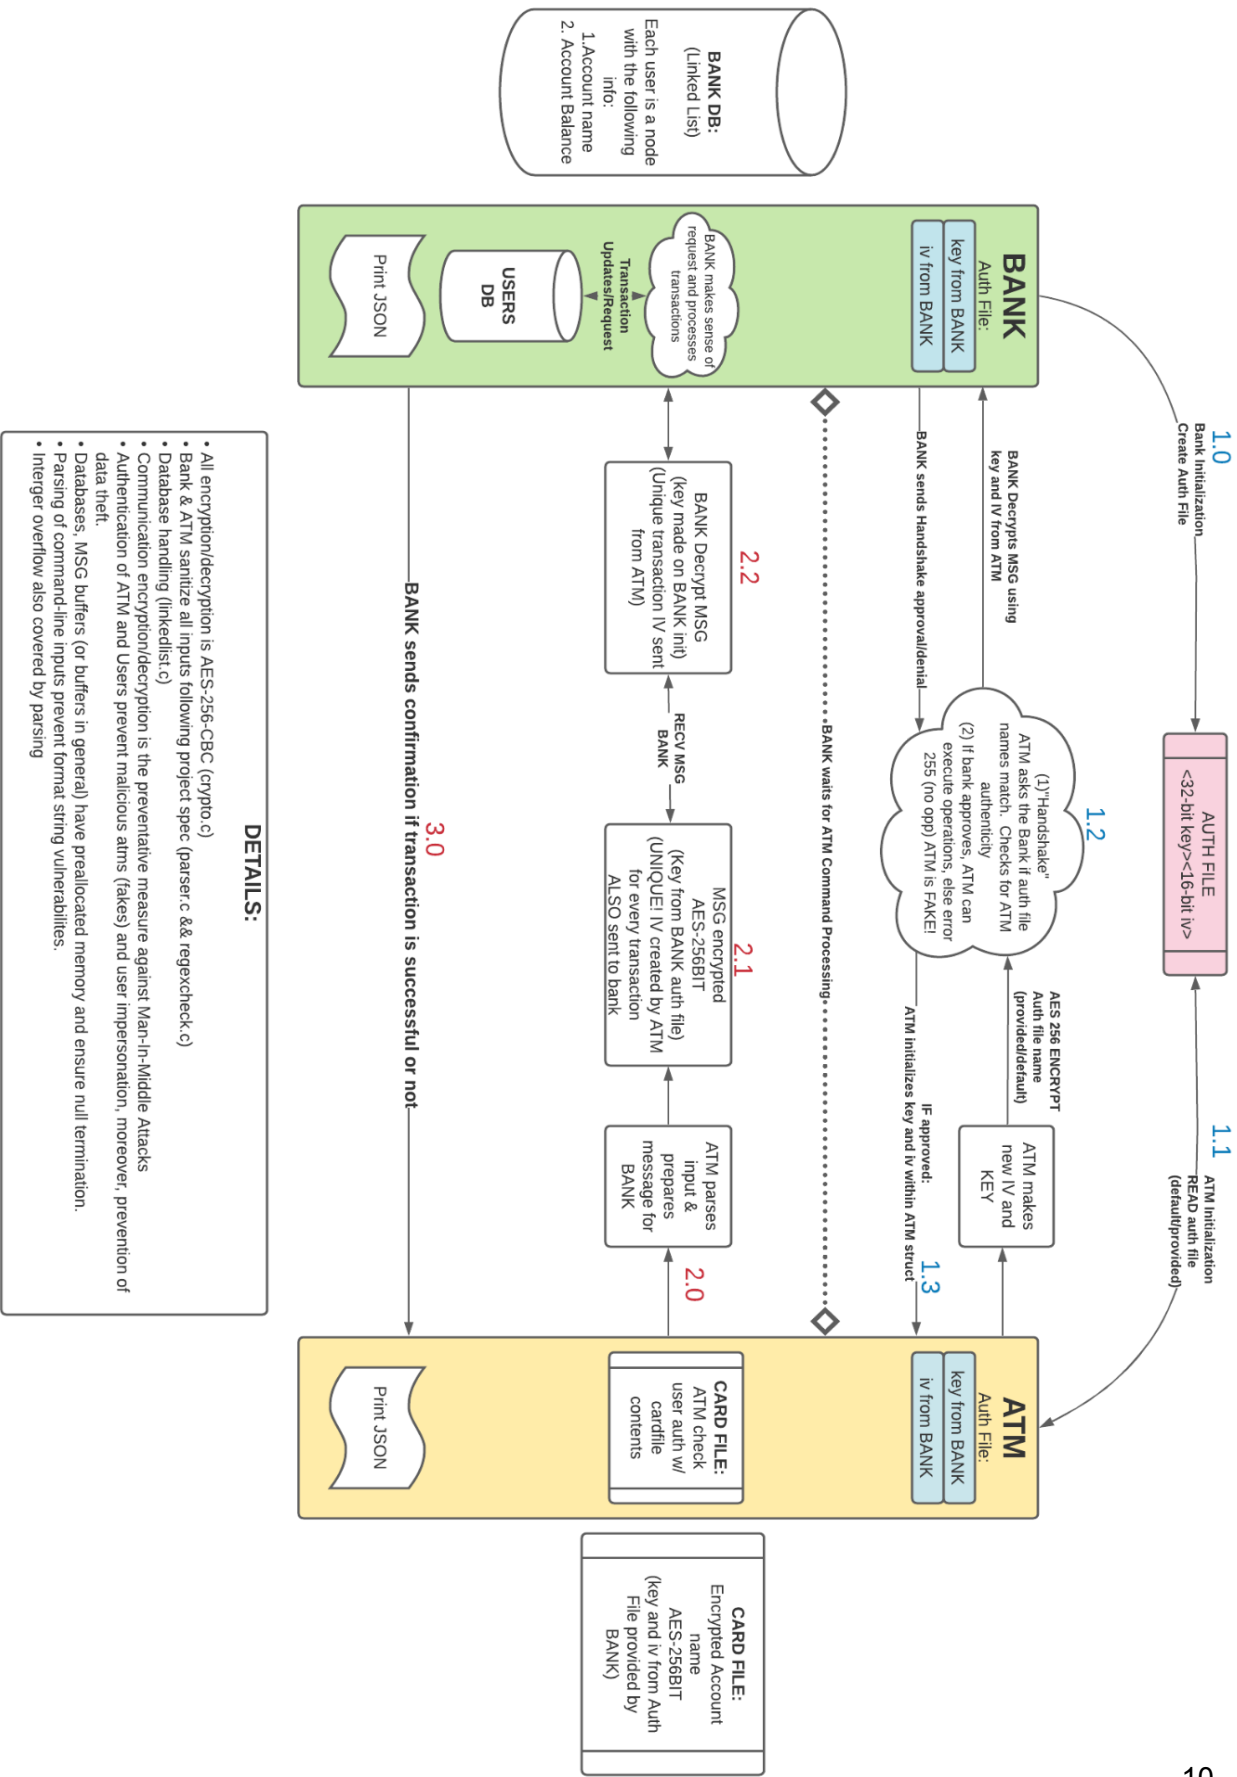 1.0
Bank Initialization
Create Auth File
AUTH FILE
<32-bit key><16-bit iv>
1.1
ATM Initialization
READ auth file
(default/provided)
BANK
Auth File:
key from BANK
iv from BANK
BANK Decrypts MSG using
key and IV from ATM
BANK sends Handshake approval/denial
1.2
(1)"Handshake"
ATM asks the Bank if auth file
names match. Checks for ATM
authenticity
(2) If bank approves, ATM can
execute operations, else error
255 (no opp) ATM is FAKE!
AES 256 ENCRYPT
Auth file name
(provided/default)
ATM makes
new IV and
KEY
IF approved:
ATM initializes key and iv within ATM struct
1.3
ATM
Auth File:
key from BANK
iv from BANK
BANK waits for ATM Command Processing
BANK DB:
(Linked List)
Each user is a node
with the following
info:
1.Account name
2. Account Balance
BANK makes sense of
request and processes
transactions
Transaction
Updates/Request
USERS
DB
Print JSON
2.2
BANK Decrypt MSG
(key made on BANK init)
(Unique transaction IV sent
from ATM)
RECV MSG
BANK
2.1
MSG encrypted
AES-256BIT
(Key from BANK auth file)
(UNIQUE! IV created by ATM
for every transaction
ALSO sent to bank
ATM parses
input &
prepares
message for
BANK
2.0
CARD FILE:
ATM check
user auth w/
cardfile
contents
CARD FILE:
Encrypted Account
name
AES-256BIT
(key and iv from Auth
File provided by
BANK)
3.0
BANK sends confirmation if transaction is successful or not
Print JSON
DETAILS:
• All encryption/decryption is AES-256-CBC (crypto.c)
• Bank & ATM sanitize all inputs following project spec (parser.c && regexcheck.c)
• Database handling (linkedlist.c)
• Communication encryption/decryption is the preventative measure against Man-In-Middle Attacks
• Authentication of ATM and Users prevent malicious atms (fakes) and user impersonation, moreover, prevention of
data theft.
• Databases, MSG buffers (or buffers in general) have preallocated memory and ensure null termination.
• Parsing of command-line inputs prevent format string vulnerabilites.
• Interger overflow also covered by parsing
10